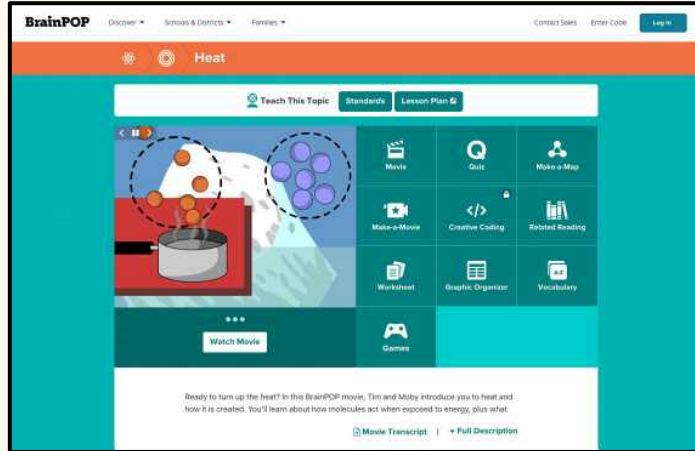 BrainPOP Discover Schools & Districts Families Contact Sales Enter Code Log In
Heat
Teach This Topic Standards Lesson Plan
Movie Quiz Make-a-Map
Make-a-Movie Creative Coding Related Reading
Worksheet Graphic Organizer Vocabulary
Watch Movie Games
Ready to turn up the heat? In this BrainPOP movie, Tim and Moby introduce you to heat and
how it is created. You'll learn about how molecules act when exposed to energy, plus what
Movie Transcript | Full Description